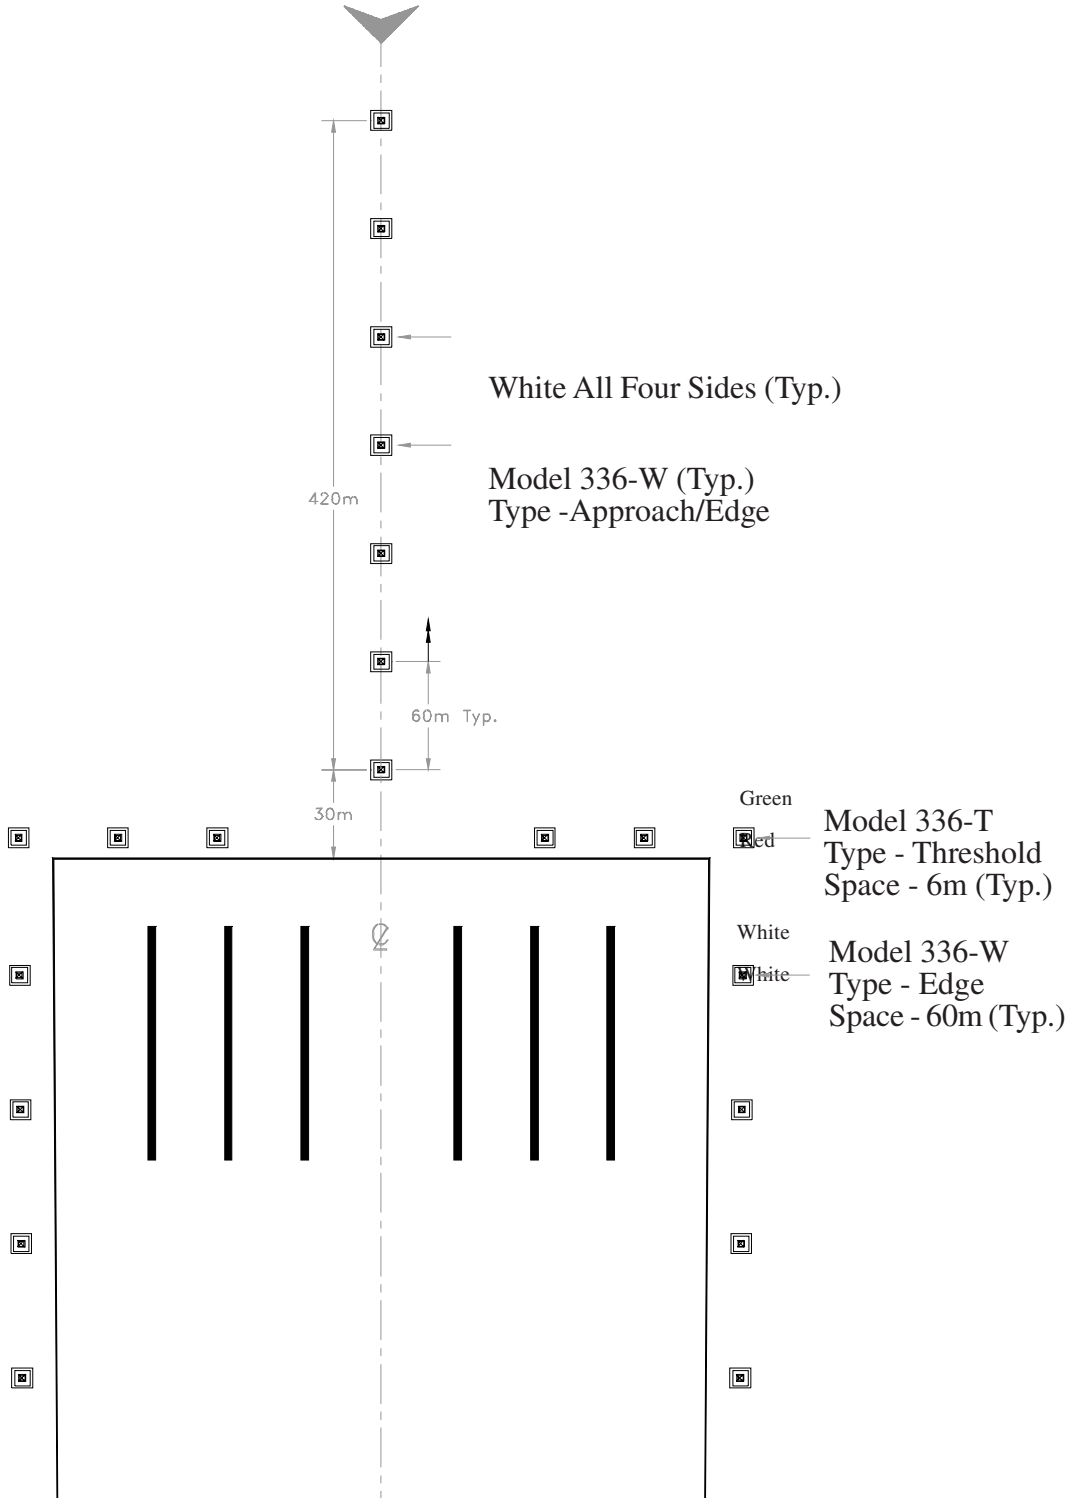 White All Four Sides (Typ.)
Model 336-W (Typ.)
Type -Approach/Edge
420m
60m Typ.
30m
Green
Red
Model 336-T
Type - Threshold
Space - 6m (Typ.)
White
White
Model 336-W
Type - Edge
Space - 60m (Typ.)